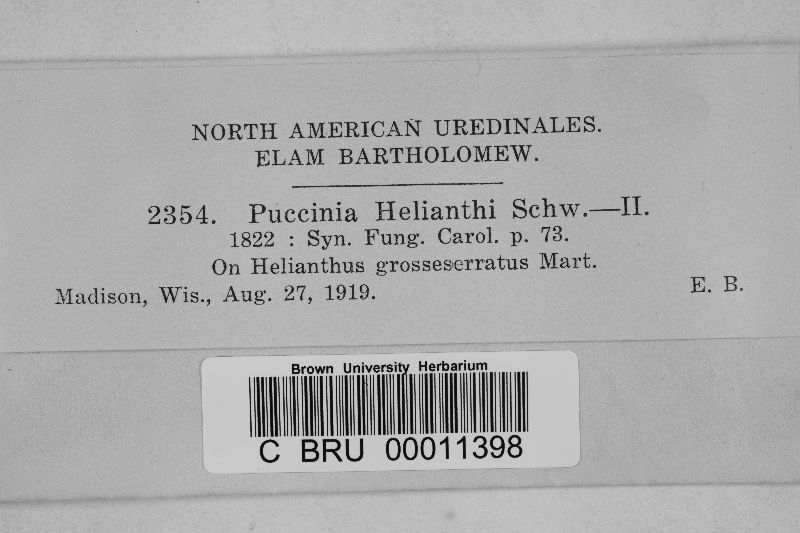 NORTH AMERICAN UREDINALES.
ELAM BARTHOLOMEW.
2354. Puccinia Helianthi Schw.—II.
1822 : Syn. Fung. Carol. p. 73.
On Helianthus grosseserratus Mart.
Madison, Wis., Aug. 27, 1919. E. B.
Brown University Herbarium
C BRU 00011398